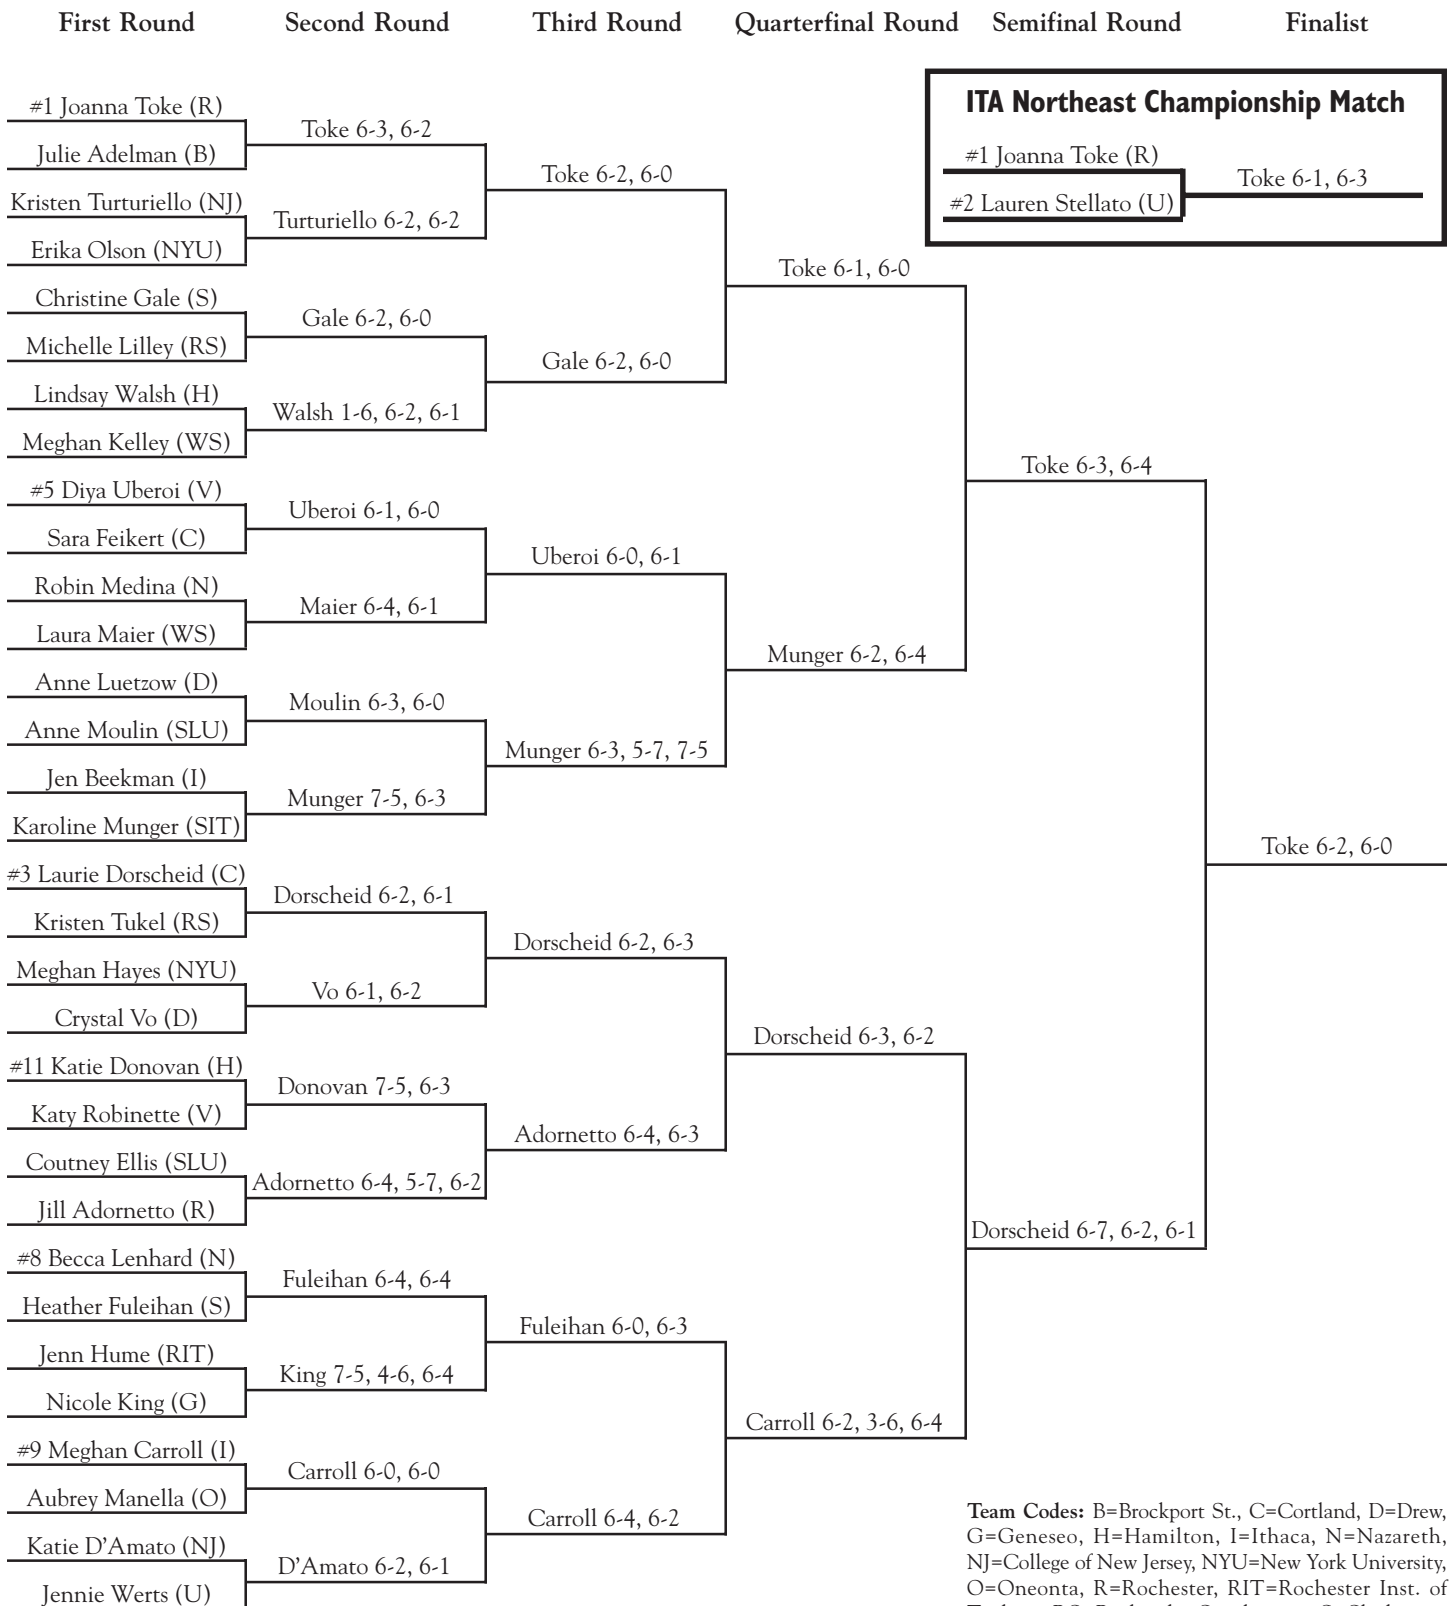 First Round Second Round Third Round Quarterfinal Round Semifinal Round Finalist
ITA Northeast Championship Match
#1 Joanna Toke (R)
Toke 6-1, 6-3
#2 Lauren Stellato (U)
#1 Joanna Toke (R)
Toke 6-3, 6-2
Julie Adelman (B)
Toke 6-2, 6-0
Kristen Turturiello (NJ)
Turturiello 6-2, 6-2
Erika Olson (NYU)
Toke 6-1, 6-0
Christine Gale (S)
Gale 6-2, 6-0
Michelle Lilley (RS)
Gale 6-2, 6-0
Lindsay Walsh (H)
Walsh 1-6, 6-2, 6-1
Meghan Kelley (WS)
Toke 6-3, 6-4
#5 Diya Uberoi (V)
Uberoi 6-1, 6-0
Sara Feikert (C)
Uberoi 6-0, 6-1
Robin Medina (N)
Maier 6-4, 6-1
Laura Maier (WS)
Munger 6-2, 6-4
Anne Luetzow (D)
Moulin 6-3, 6-0
Anne Moulin (SLU)
Munger 6-3, 5-7, 7-5
Jen Beekman (I)
Munger 7-5, 6-3
Karoline Munger (SIT)
Toke 6-2, 6-0
#3 Laurie Dorscheid (C)
Dorscheid 6-2, 6-1
Kristen Tukel (RS)
Dorscheid 6-2, 6-3
Meghan Hayes (NYU)
Vo 6-1, 6-2
Crystal Vo (D)
Dorscheid 6-3, 6-2
#11 Katie Donovan (H)
Donovan 7-5, 6-3
Katy Robinette (V)
Adornetto 6-4, 6-3
Coutney Ellis (SLU)
Adornetto 6-4, 5-7, 6-2
Jill Adornetto (R)
Dorscheid 6-7, 6-2, 6-1
#8 Becca Lenhard (N)
Fuleihan 6-4, 6-4
Heather Fuleihan (S)
Fuleihan 6-0, 6-3
Jenn Hume (RIT)
King 7-5, 4-6, 6-4
Nicole King (G)
Carroll 6-2, 3-6, 6-4
#9 Meghan Carroll (I)
Carroll 6-0, 6-0
Aubrey Manella (O)
Carroll 6-4, 6-2
Katie D'Amato (NJ)
D'Amato 6-2, 6-1
Jennie Werts (U)
Team Codes: B=Brockport St., C=Cortland, D=Drew,
G=Geneseo, H=Hamilton, I=Ithaca, N=Nazareth,
NJ=College of New Jersey, NYU=New York University,
O=Oneonta, R=Rochester, RIT=Rochester Inst. of